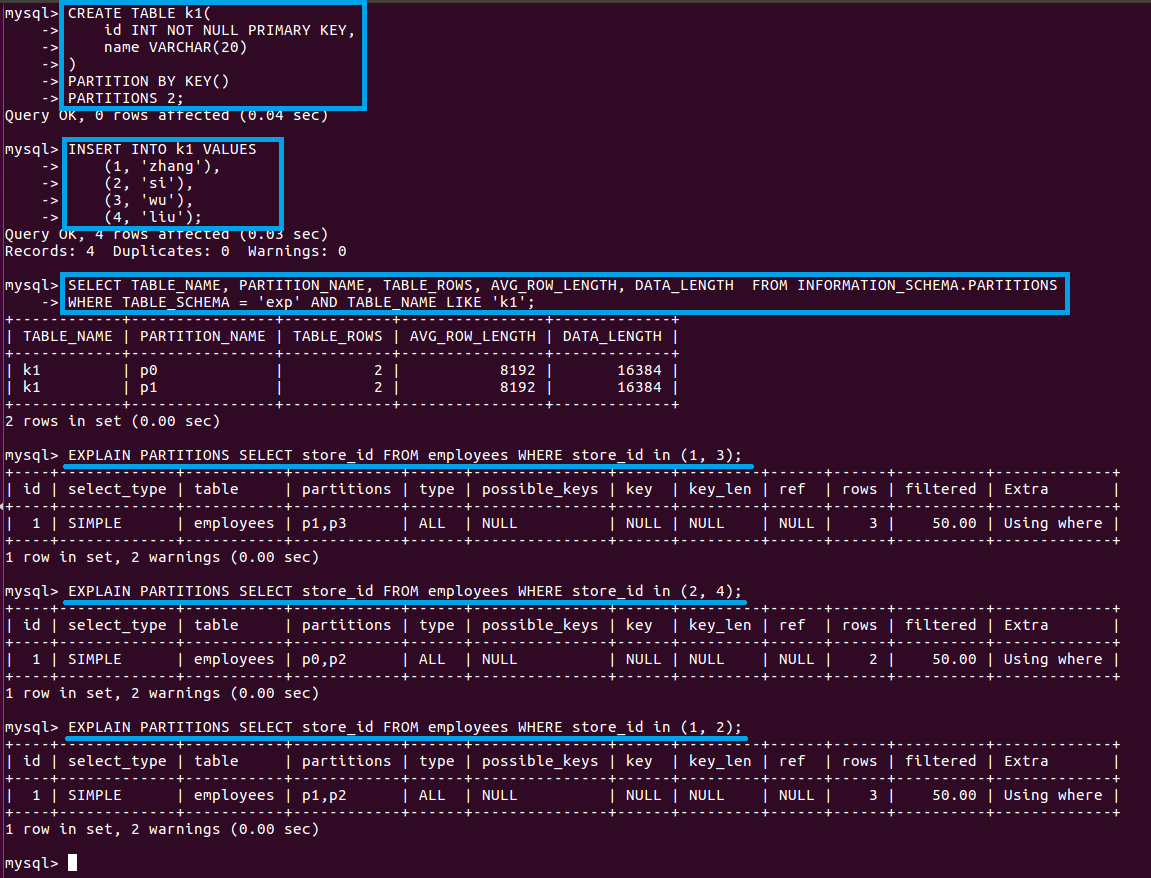 mysql> CREATE TABLE k1(
    ->     id INT NOT NULL PRIMARY KEY,
    ->     name VARCHAR(20)
    -> )
    -> PARTITION BY KEY()
    -> PARTITIONS 2;
Query OK, 0 rows affected (0.04 sec)

mysql> INSERT INTO k1 VALUES
    ->     (1, 'zhang'),
    ->     (2, 'si'),
    ->     (3, 'wu'),
    ->     (4, 'liu');
Query OK, 4 rows affected (0.03 sec)
Records: 4  Duplicates: 0  Warnings: 0

mysql> SELECT TABLE_NAME, PARTITION_NAME, TABLE_ROWS, AVG_ROW_LENGTH, DATA_LENGTH  FROM INFORMATION_SCHEMA.PARTITIONS
    -> WHERE TABLE_SCHEMA = 'exp' AND TABLE_NAME LIKE 'k1';
+------------+----------------+------------+----------------+-------------+
| TABLE_NAME | PARTITION_NAME | TABLE_ROWS | AVG_ROW_LENGTH | DATA_LENGTH |
+------------+----------------+------------+----------------+-------------+
| k1         | p0             |          2 |           8192 |       16384 |
| k1         | p1             |          2 |           8192 |       16384 |
+------------+----------------+------------+----------------+-------------+
2 rows in set (0.00 sec)

mysql> EXPLAIN PARTITIONS SELECT store_id FROM employees WHERE store_id in (1, 3);
+----+-------------+-----------+------------+------+---------------+------+---------+------+------+----------+-------------+
| id | select_type | table     | partitions | type | possible_keys | key  | key_len | ref  | rows | filtered | Extra       |
+----+-------------+-----------+------------+------+---------------+------+---------+------+------+----------+-------------+
|  1 | SIMPLE      | employees | p1,p3      | ALL  | NULL          | NULL | NULL    | NULL |    3 |    50.00 | Using where |
+----+-------------+-----------+------------+------+---------------+------+---------+------+------+----------+-------------+
1 row in set, 2 warnings (0.00 sec)

mysql> EXPLAIN PARTITIONS SELECT store_id FROM employees WHERE store_id in (2, 4);
+----+-------------+-----------+------------+------+---------------+------+---------+------+------+----------+-------------+
| id | select_type | table     | partitions | type | possible_keys | key  | key_len | ref  | rows | filtered | Extra       |
+----+-------------+-----------+------------+------+---------------+------+---------+------+------+----------+-------------+
|  1 | SIMPLE      | employees | p0,p2      | ALL  | NULL          | NULL | NULL    | NULL |    2 |    50.00 | Using where |
+----+-------------+-----------+------------+------+---------------+------+---------+------+------+----------+-------------+
1 row in set, 2 warnings (0.00 sec)

mysql> EXPLAIN PARTITIONS SELECT store_id FROM employees WHERE store_id in (1, 2);
+----+-------------+-----------+------------+------+---------------+------+---------+------+------+----------+-------------+
| id | select_type | table     | partitions | type | possible_keys | key  | key_len | ref  | rows | filtered | Extra       |
+----+-------------+-----------+------------+------+---------------+------+---------+------+------+----------+-------------+
|  1 | SIMPLE      | employees | p1,p2      | ALL  | NULL          | NULL | NULL    | NULL |    3 |    50.00 | Using where |
+----+-------------+-----------+------------+------+---------------+------+---------+------+------+----------+-------------+
1 row in set, 2 warnings (0.00 sec)

mysql>